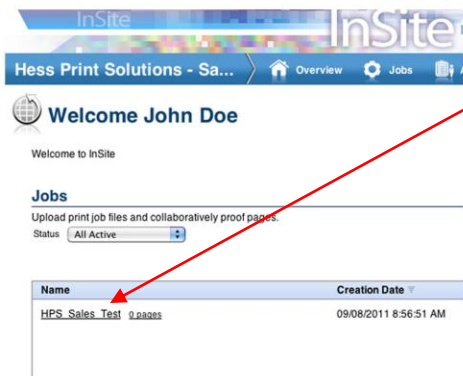 InSite
InSite
Hess Print Solutions - Sa... Overview Jobs
Welcome John Doe
Welcome to InSite
Jobs
Upload print job files and collaboratively proof pages.
Status All Active
Name Creation Date
HPS_Sales_Test 0 pages 09/08/2011 8:56:51 AM